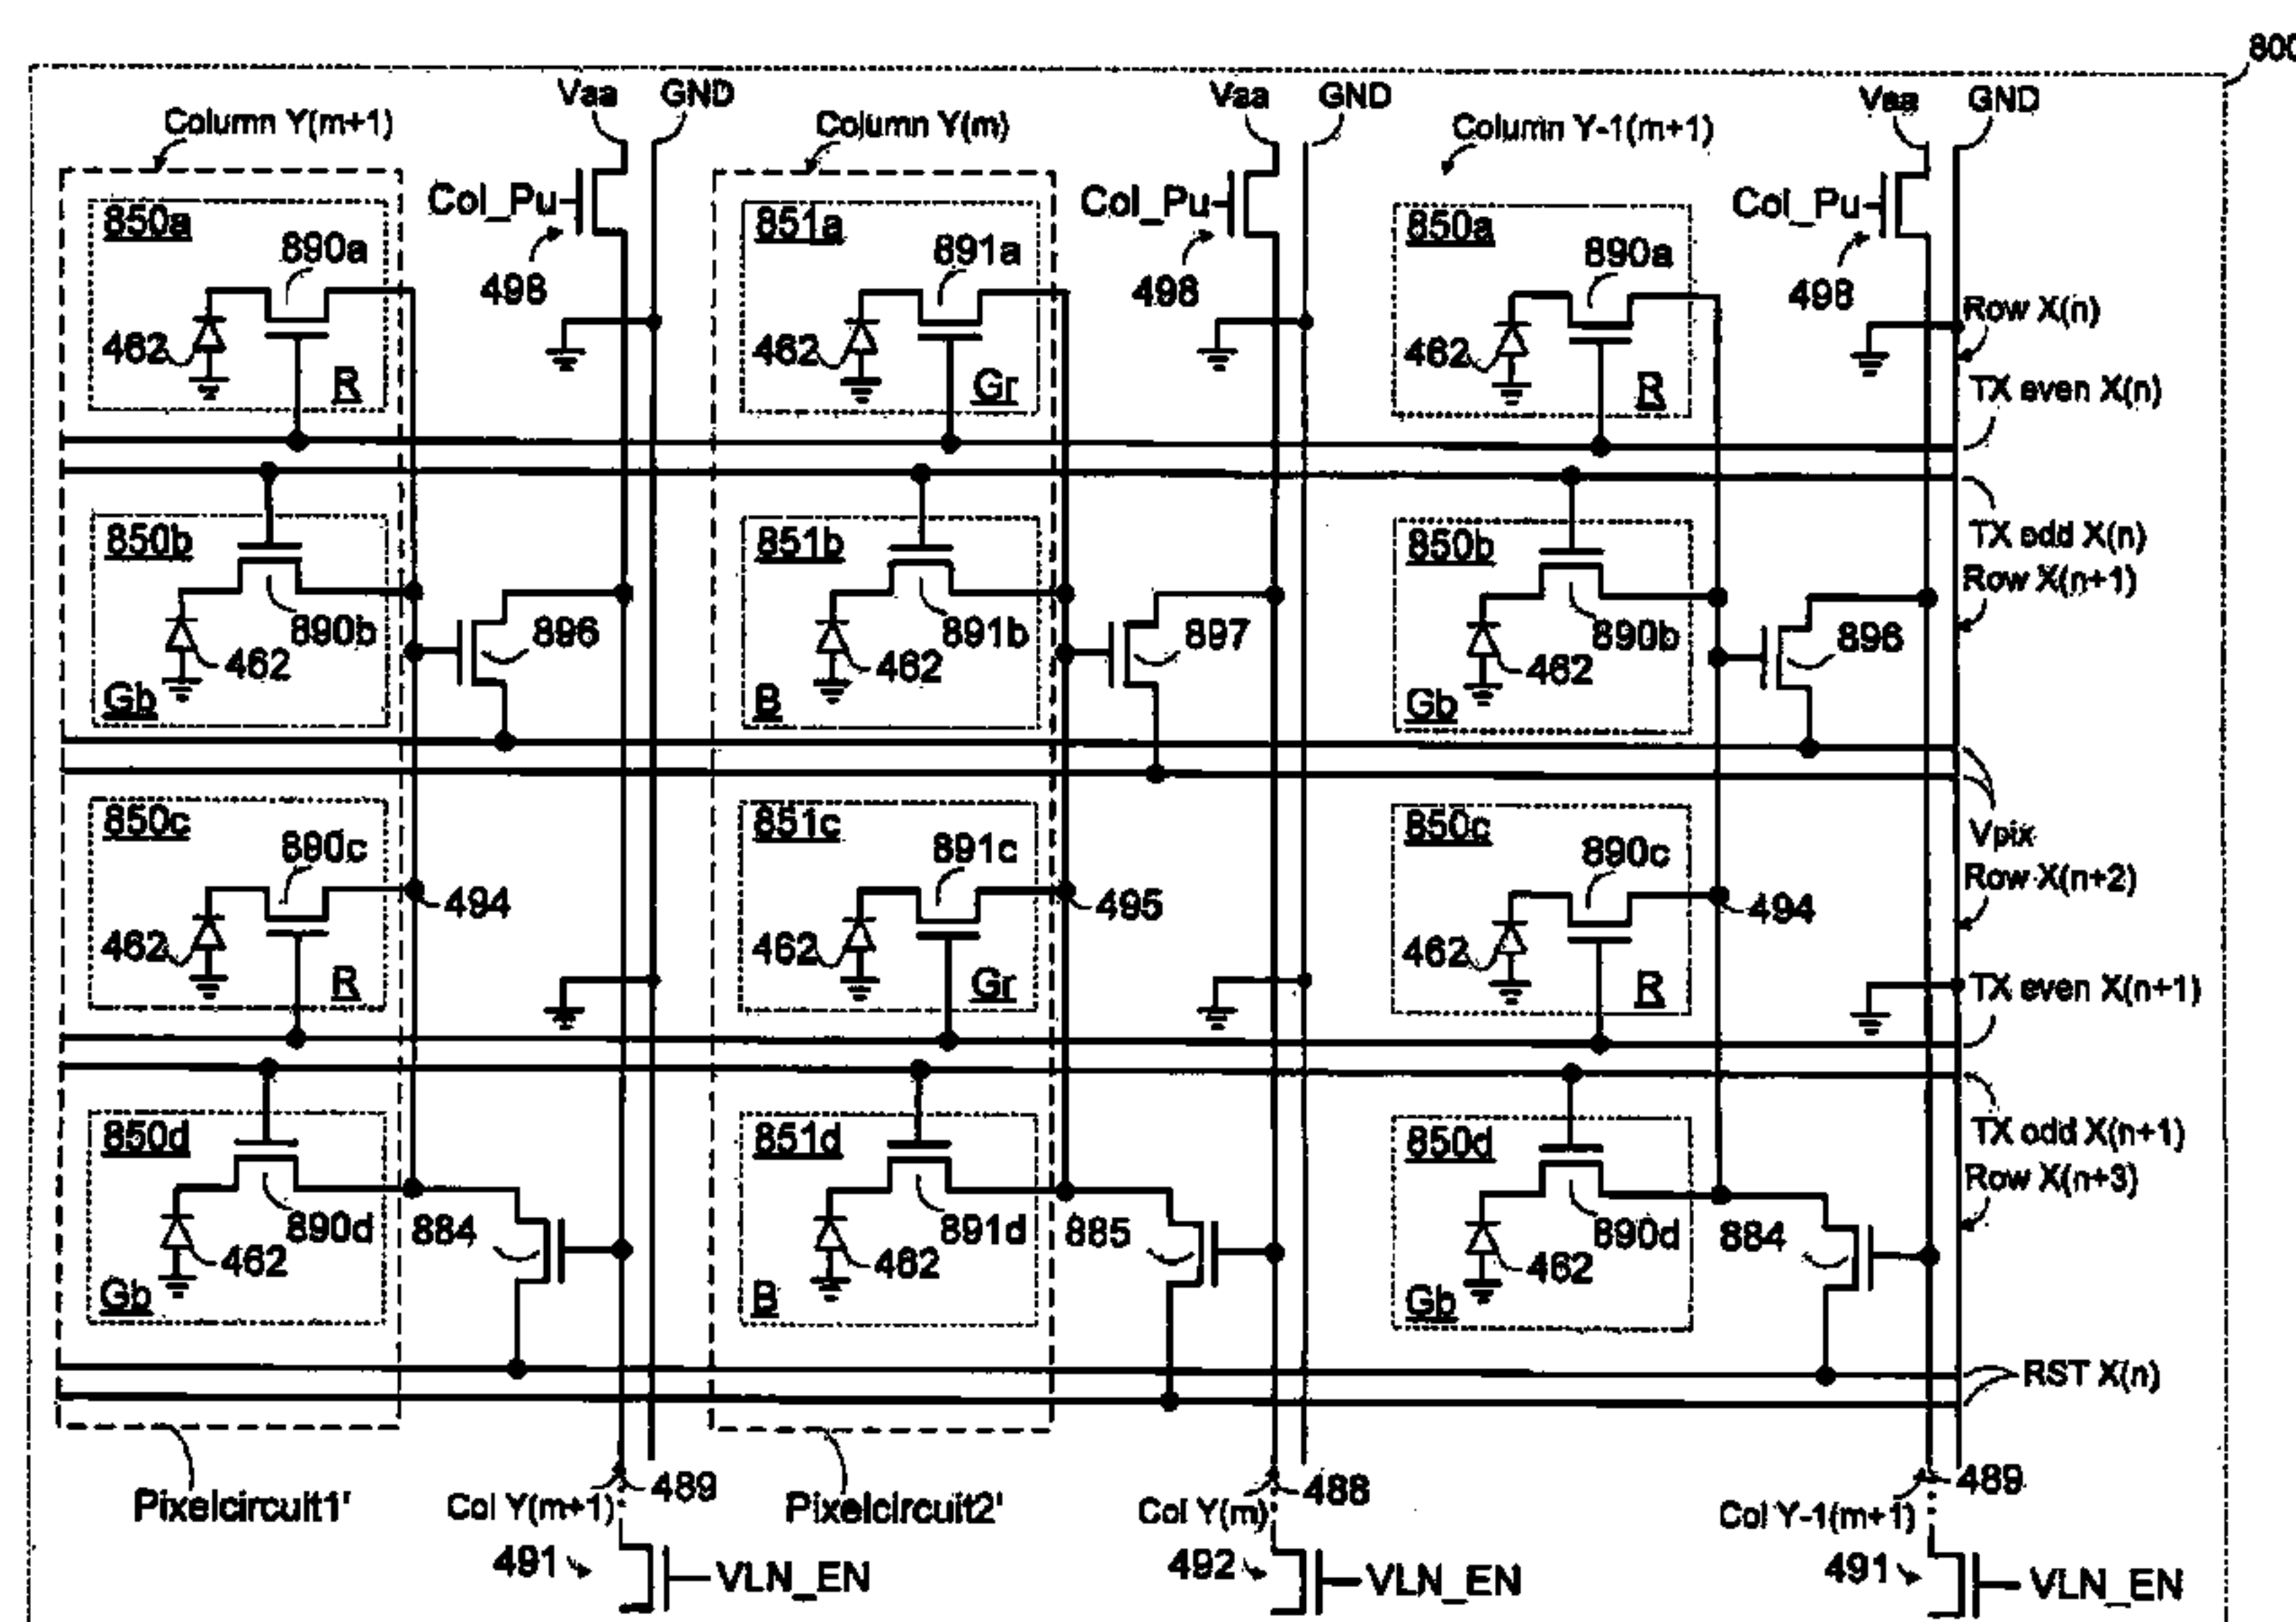 800
Vaa GND Vaa GND Vaa GND
Column Y(m+1) Column Y(m) Column Y-1(m+1)
850a Col_Pu 851a Col_Pu 850a Col_Pu
890a 891a 890a
498 498 498
Row X(n)
462 462 462
R Gr R
TX even X(n)
850b 851b 850b
TX odd X(n)
Row X(n+1)
890b 896 891b 897 890b 896
462 462 462
Gb B Gb
850c 851c 850c
Vpix
890c 891c 890c
Row X(n+2)
494 495 494
462 462 462
R Gr R
TX even X(n+1)
850d 851d 850d
TX odd X(n+1)
Row X(n+3)
890d 884 891d 885 890d 884
462 462 462
Gb B Gb
RST X(n)
489 488 489
Pixelcircuit1' Col Y(m+1) Pixelcircuit2' Col Y(m) Col Y-1(m+1)
491 VLN_EN 492 VLN_EN 491 VLN_EN